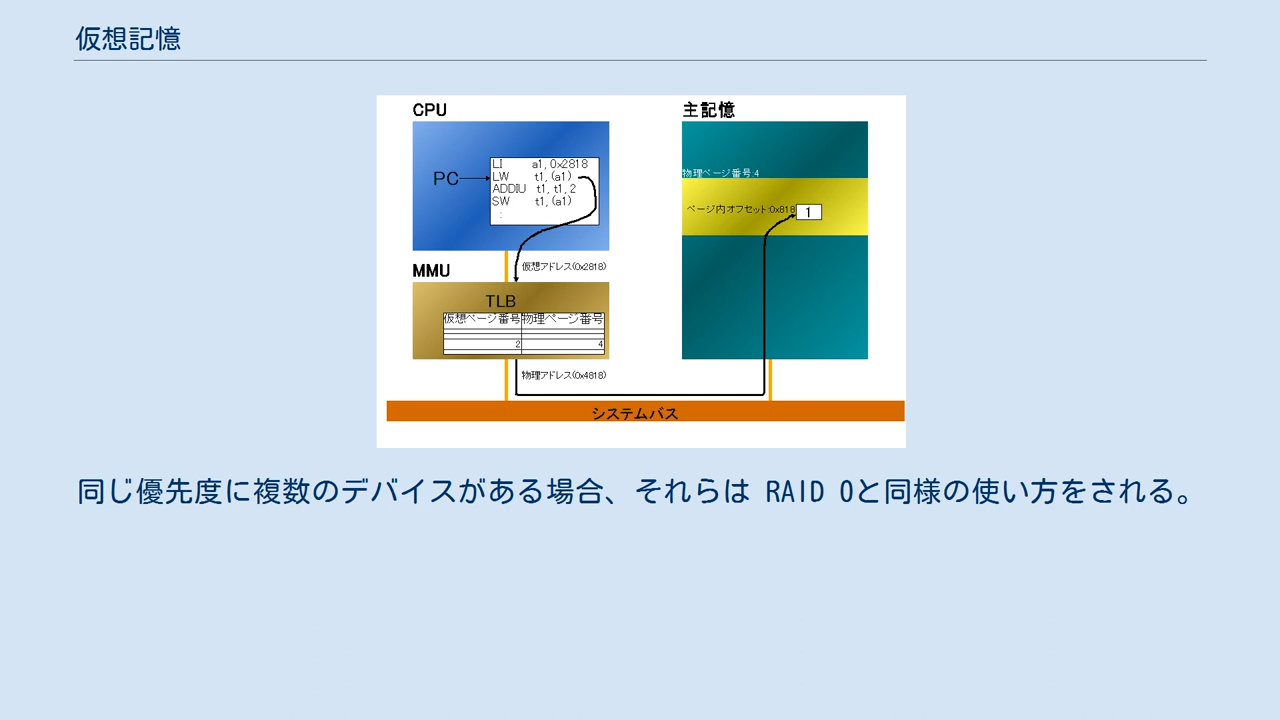 仮想記憶
CPU
主記憶
PC
LI a1,0x2818
LW t1,(a1)
ADDIU t1,t1,2
SW t1,(a1)
:
物理ページ番号:4
ページ内オフセット:0x818
1
仮想アドレス(0x2818)
MMU
TLB
仮想ページ番号 物理ページ番号
2 4
物理アドレス(0x4818)
システムバス
同じ優先度に複数のデバイスがある場合、それらは RAID 0と同様の使い方をされる。